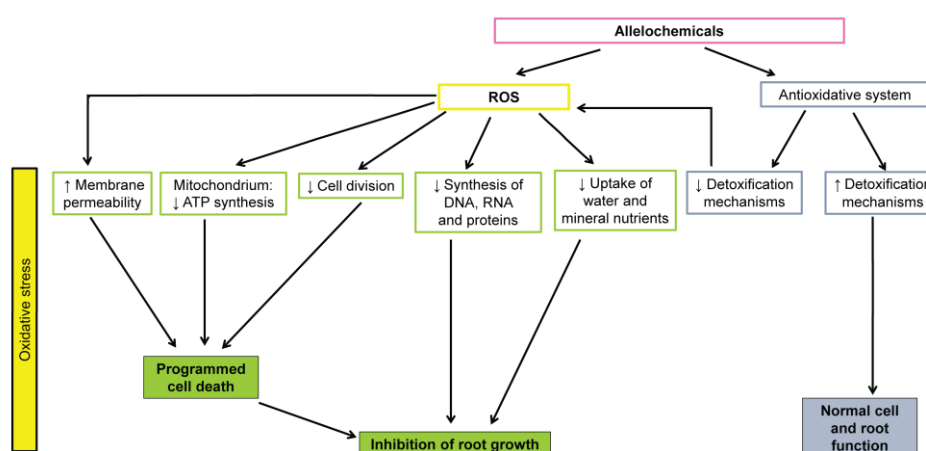 Allelochemicals
ROS
Antioxidative system
↑ Membrane
permeability
Mitochondrium:
↓ ATP synthesis
↓ Cell division
↓ Synthesis of
DNA, RNA
and proteins
↓ Uptake of
water and
mineral nutrients
↓ Detoxification
mechanisms
↑ Detoxification
mechanisms
Oxidative stress
Programmed
cell death
Inhibition of root growth
Normal cell
and root
function